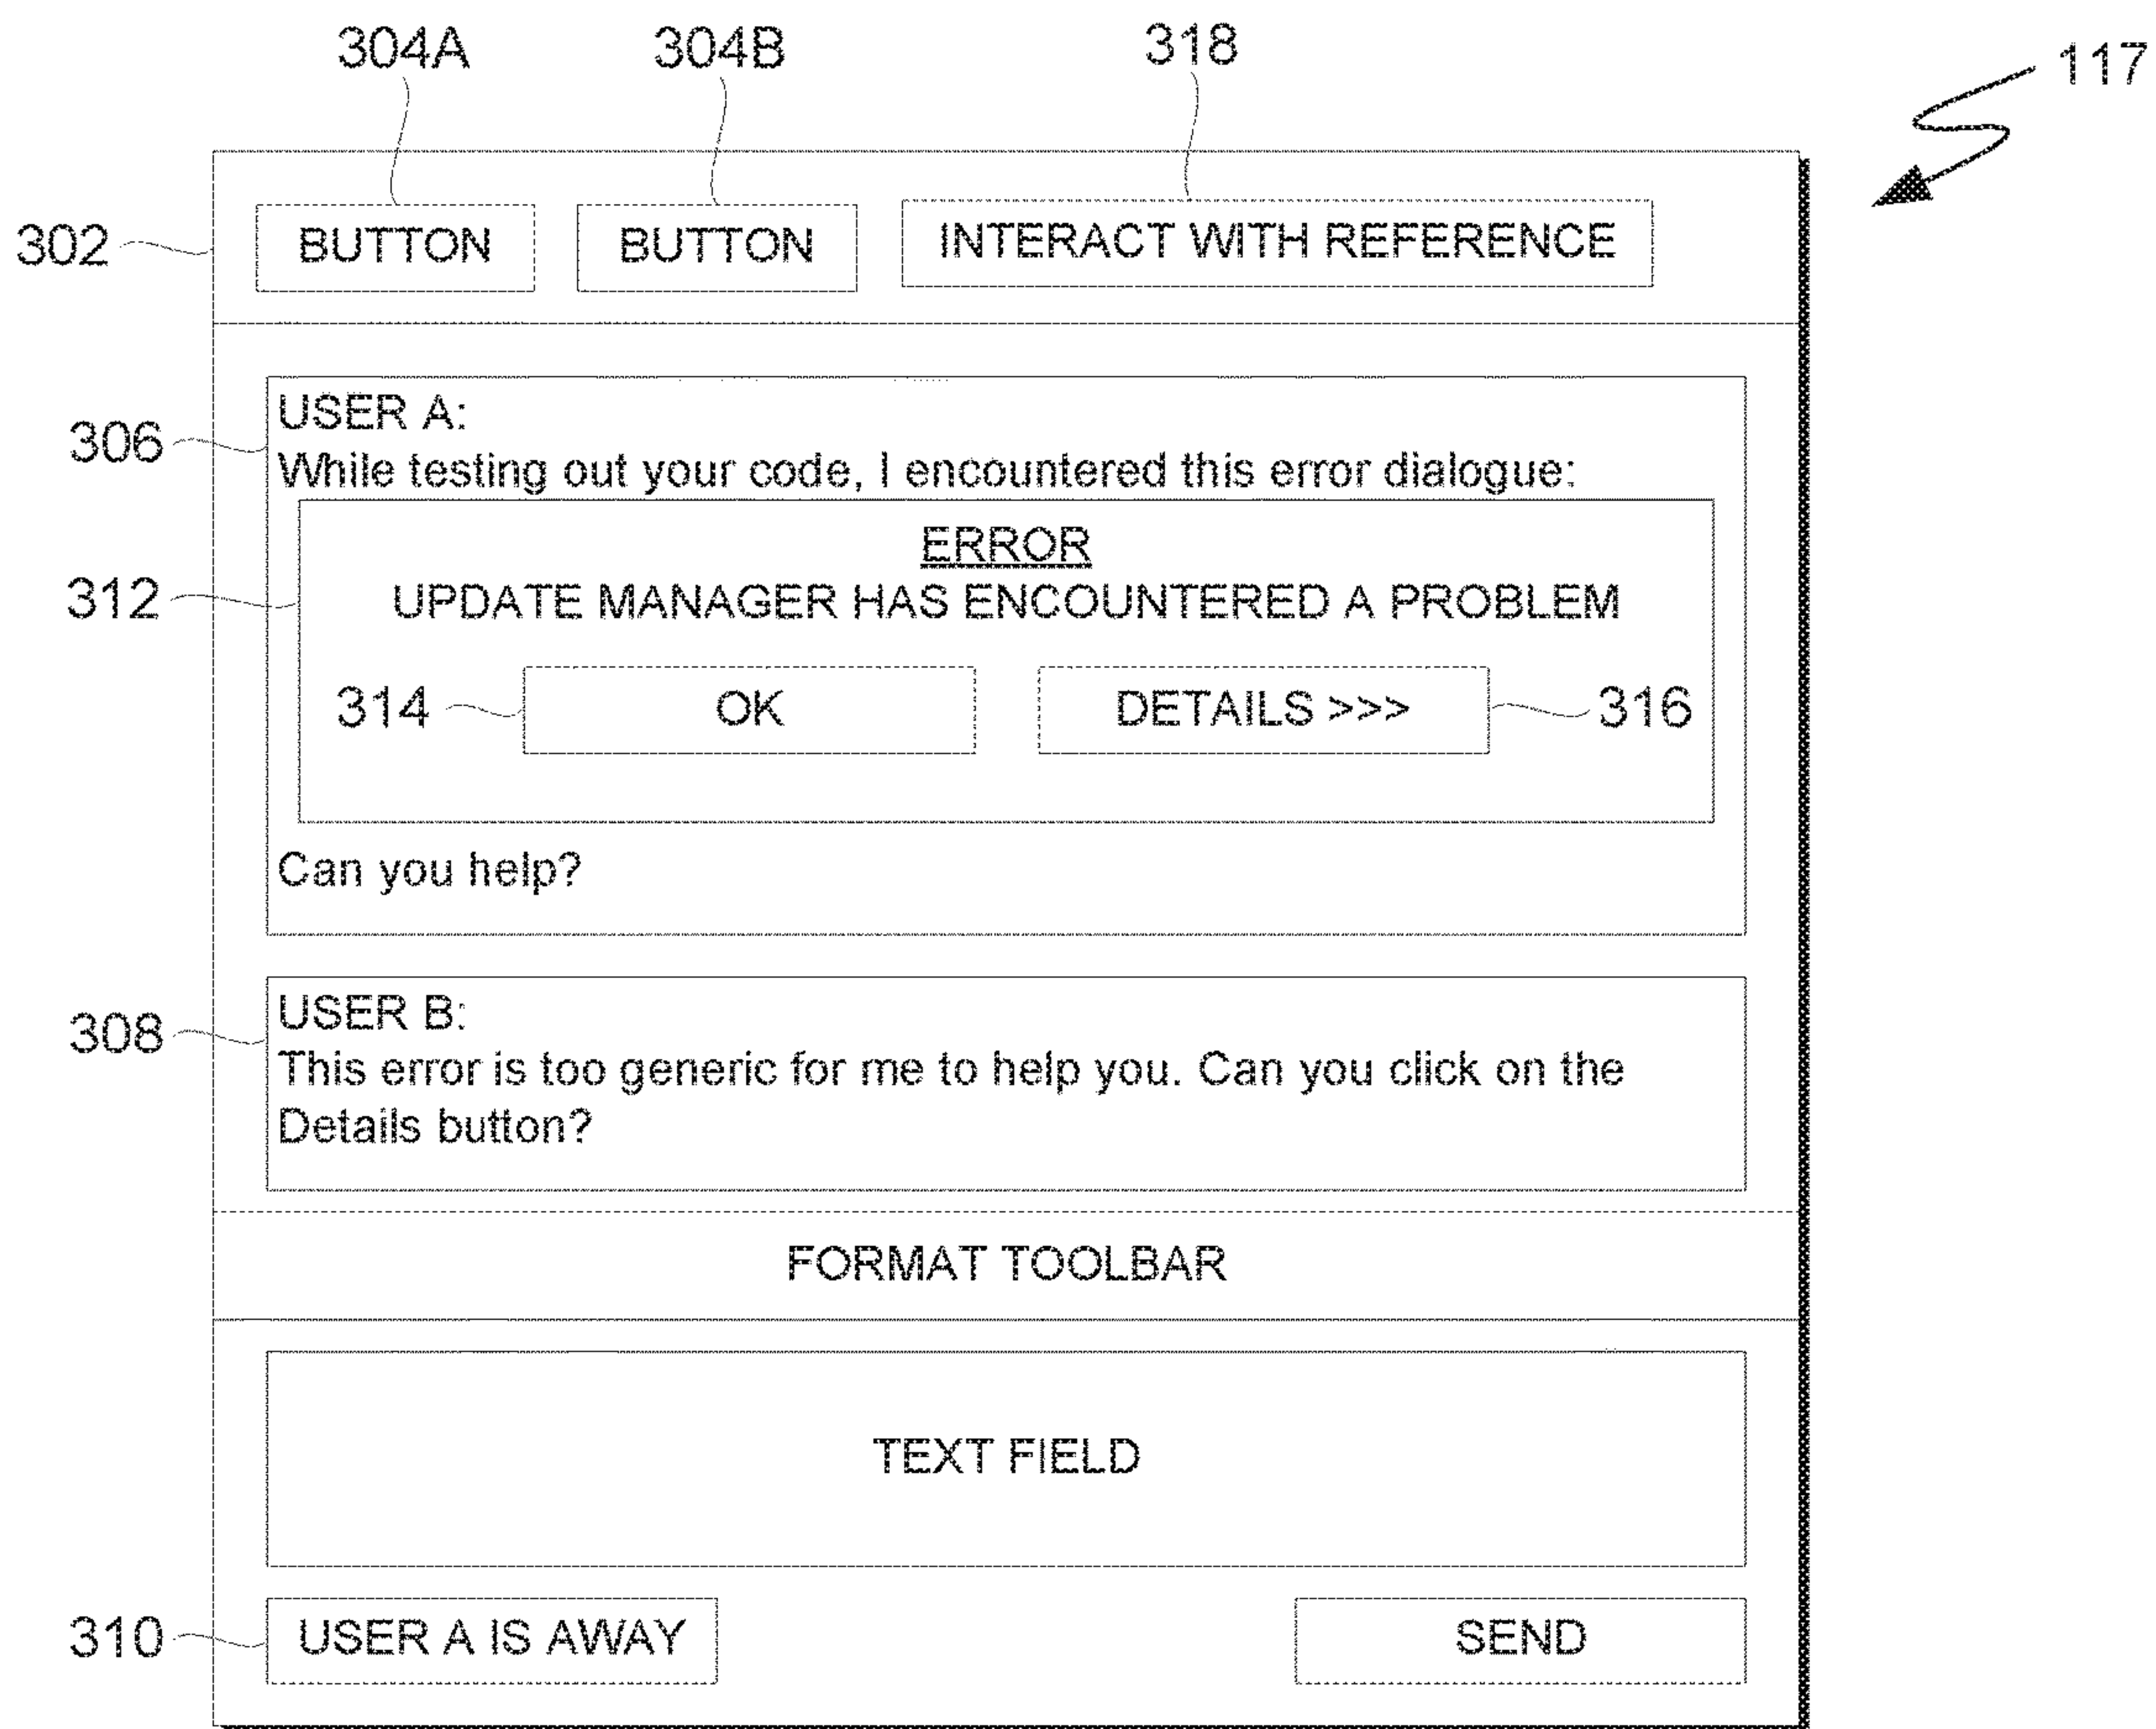 304A 304B 318 117
302 BUTTON BUTTON INTERACT WITH REFERENCE
USER A:
306
While testing out your code, I encountered this error dialogue:
ERROR
312 UPDATE MANAGER HAS ENCOUNTERED A PROBLEM
314 OK DETAILS >>> 316
Can you help?
USER B:
308
This error is too generic for me to help you. Can you click on the
Details button?
FORMAT TOOLBAR
TEXT FIELD
310 USER A IS AWAY SEND